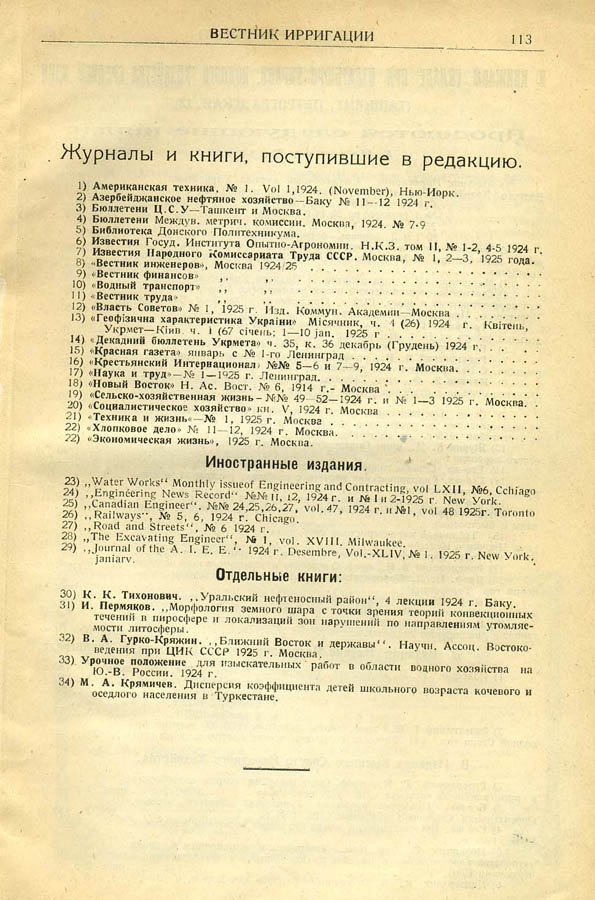 ВЕСТНИК ИРРИГАЦИИ 113
Журналы и книги, поступившие в редакцию.
1) Американская техника. № 1. Vol 1,1924. (November), Нью-Иорк.
2) Азербейджанское нефтяное хозяйство—Баку № 11—12 1924 г.
3) Бюллетени Ц.С.У—Ташкент и Москва.
4) Бюллетени Междув. метрич. комиссии. Москва, 1924. № 7-9
5) Библиотека Донского Политехникума.
6) Известия Госуд. Института Опытно-Агрономии. Н.К.З. том II, № 1-2, 4-5 1924 г.
7) Известия Народного Комиссариата Труда СССР. Москва, № 1, 2—3, 1925 года.
8) «Вестник инженеров», Москва 1924/25
9) «Вестник финансов» ,, ,,
10) «Водный транспорт» ,, ,,
11) «Вестник труда» ,, ,,
12) «Власть Советов» № 1, 1925 г. Изд. Коммун. Академии—Москва
13) «Геофізична характеристика України» Місячник, ч. 4 (26) 1924 г. Квітень,
Укрмет—Київ. ч. 1 (67 січень; 1—10 jan. 1925 г
14) «Декадний бюллетень Укрмета» ч. 35, к. 36 декабрь (Грудень) 1924 г.
15) «Красная газета» январь с № 1-го Ленинград
16) «Крестьянский Интернационал» №№ 5—6 и 7—9, 1924 г. Москва.
17) «Наука и труд»—№ 1—1925 г. Ленинград.
18) «Новый Восток» Н. Ас. Вост. № 6, 1914 г.- Москва
19) «Сельско-хозяйственная жизнь-№№ 49—52—1924 г. и № 1—3 1925 г. Москва.
20) «Социалистическое хозяйство» кн. V, 1924 г. Москва
21) «Техника и жизнь»—№ 1, 1925 г. Москва
22) «Хлопковое дело» № 11—12, 1924 г. Москва.
22) «Экономическая жизнь», 1925 г. Москва.
Иностранные издания.
23) „Water Works“ Monthly issueof Engineering and Contracting, vol LXII, №6, Cchiago
24) ,,Engineering News Record“ №№ 11, 12, 1924 г. и № 1 и 2-1925 г. New York.
25) „Canadian Engineer“. №№ 24,25,26,27, vol. 47, 1924 г. и №1, vol 48 1925г. Toronto
26) „Railways“, № 5, 6, 1924 г. Chicago.
27) „Road and Streets“, № 6 1924 г.
28) „The Excavating Engineer“, № 1, vol. XVIII. Milwaukee.
29) „Journal of the A. I. E. E.“ 1924 г. Desembre, Vol.-XLIV, № 1. 1925 г. New York.
janiarv.
Отдельные книги:
30) К. К. Тихонович. ,,Уральский нефтеносный район“, 4 лекции 1924 г. Баку.
31) И. Пермяков. ,,Морфология земного шара с точки зрения теорий конвекционных
течений в пиросфере и локализаций зон нарушений по направлениям утомляе-
мости литосферы.
32) В. А. Гурко-Кряжин. ,,Ближний Восток и державы“. Научн. Ассоц. Востоко-
ведения при ЦИК СССР 1925 г. Москва.
33) Урочное положение для изыскательных работ в области водного хозяйства на
Ю.-В. России. 1924 г.
34) М. А. Крямичев. Дисперсия коэффициента детей школьного возраста кочевого и
оседлого населения в Туркестане.